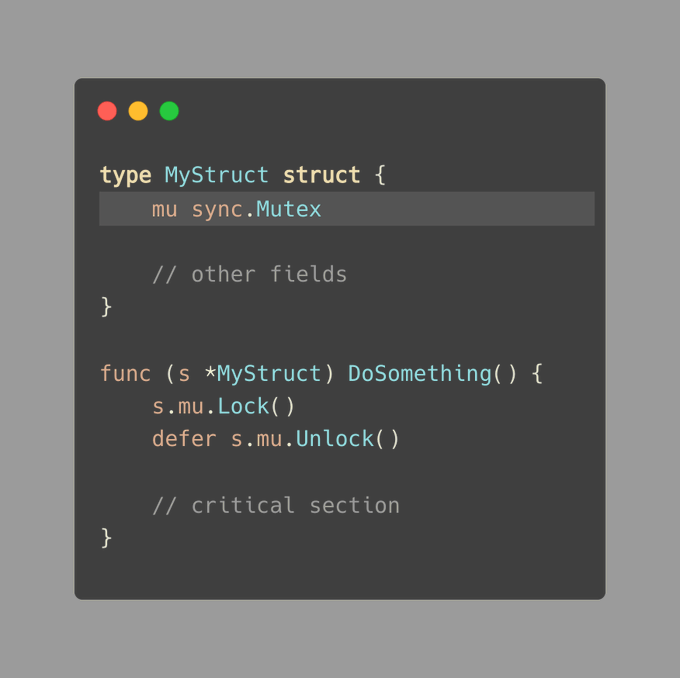 type MyStruct struct {
    mu sync.Mutex
    // other fields
}
func (s *MyStruct) DoSomething() {
    s.mu.Lock()
    defer s.mu.Unlock()
    // critical section
}